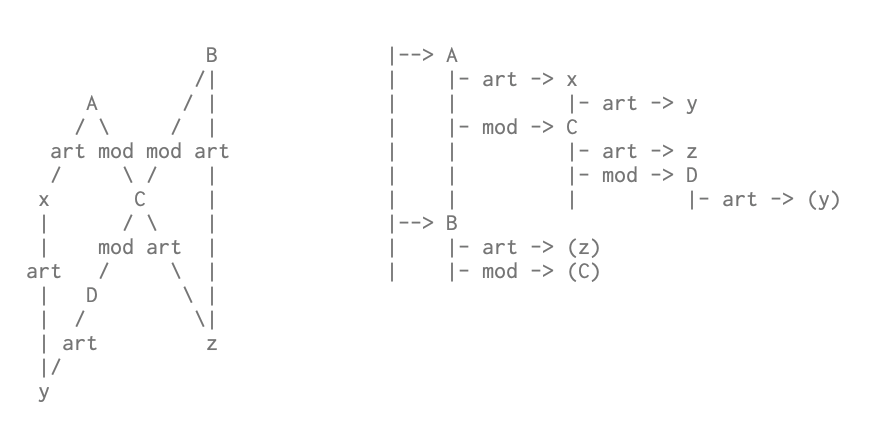 B                |--> A
               /|                |    |- art -> x
      A       / |                |    |         |- art -> y
     / \     /  |                |    |- mod -> C
   art mod mod art               |    |         |- art -> z
   /     \ /    |                |    |         |- mod -> D
  x       C     |                |    |         |         |- art -> (y)
  |      / \    |                |--> B
  |    mod art  |                |    |- art -> (z)
 art   /     \  |                |    |- mod -> (C)
  |   D       \ |
  |  /         \|
  | art         z
  |/
  y